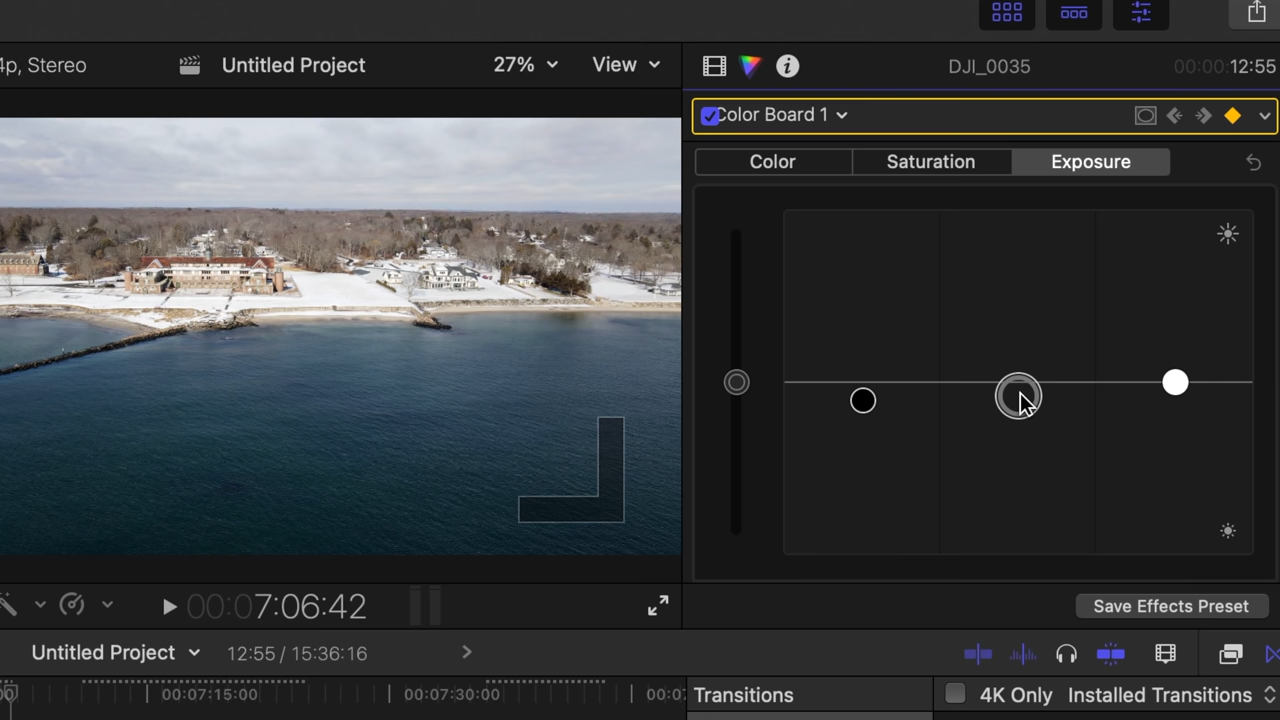 4p, Stereo
Untitled Project
27%
View
DJI_0035
00:00:12:55
Color Board 1
Color
Saturation
Exposure
00:07:06:42
Save Effects Preset
Untitled Project
12:55 / 15:36:16
00:07:15:00
00:07:30:00
00:0
Transitions
4K Only
Installed Transitions